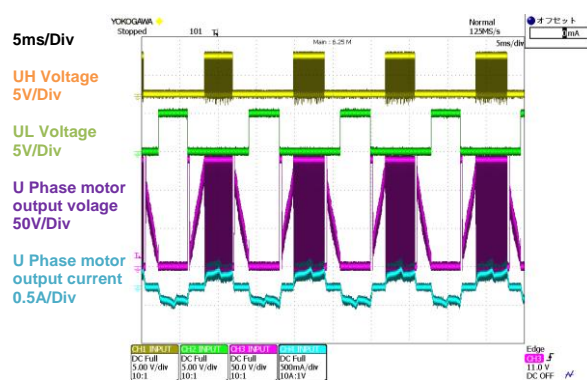 YOKOGAWA
Stopped
101
Normal
125MS/s
Main : 6.25 M
5ms/div
オフセット
0mA
5ms/Div
UH Voltage
5V/Div
UL Voltage
5V/Div
U Phase motor
output volage
50V/Div
U Phase motor
output current
0.5A/Div
CH1 INPUT
DC Full
5.00 V/div
10:1
CH2 INPUT
DC Full
5.00 V/div
10:1
CH3 INPUT
DC Full
50.0 V/div
10:1
CH4 INPUT
DC Full
500mA/div
10A:1V
Edge
CH3
11.0 V
DC OFF